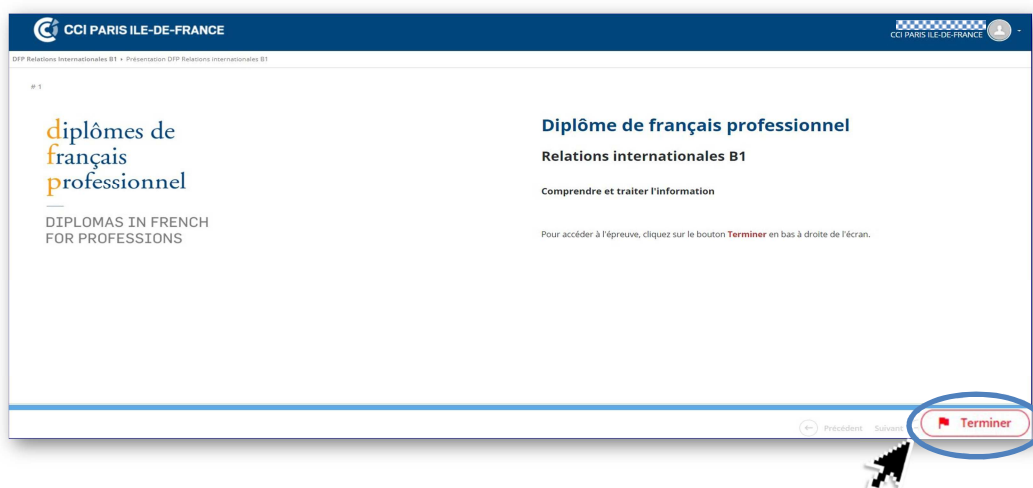 CCI PARIS ILE-DE-FRANCE
CCI PARIS ILE-DE-FRANCE
DFP Relations Internationales B1 • Présentation DFP Relations internationales B1
# 1
diplômes de
français
professionnel
DIPLOMAS IN FRENCH
FOR PROFESSIONS
Diplôme de français professionnel
Relations internationales B1
Comprendre et traiter l'information
Pour accéder à l'épreuve, cliquez sur le bouton Terminer en bas à droite de l'écran.
Précédent Suivant Terminer